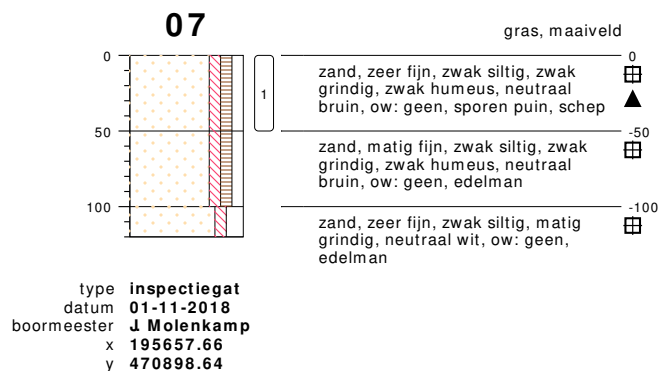 07
gras, maaiveld
0
0
zand, zeer fijn, zwak siltig, zwak
grindig, zwak humeus, neutraal
bruin, ow: geen, sporen puin, schep
1
50
-50
zand, matig fijn, zwak siltig, zwak
grindig, zwak humeus, neutraal
bruin, ow: geen, edelman
100
-100
zand, zeer fijn, zwak siltig, matig
grindig, neutraal wit, ow: geen,
edelman
type inspectiegat
datum 01-11-2018
boormeester J. Molenkamp
x 195657.66
y 470898.64